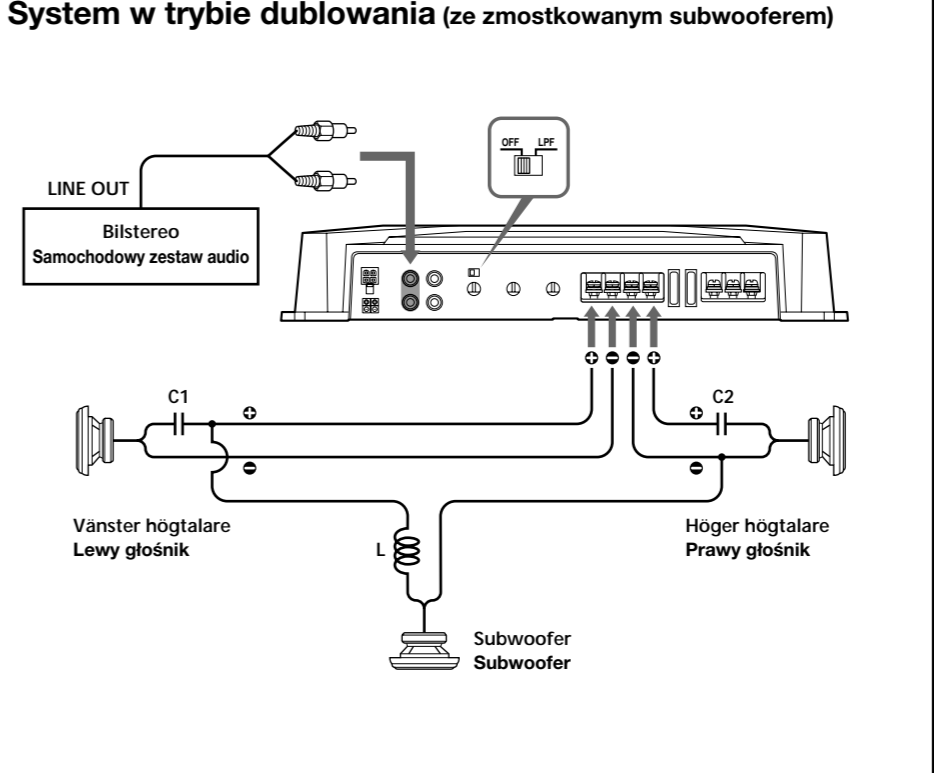 System w trybie dublowania (ze zmostkowanym subwooferem)
OFF LPF
LINE OUT
Bilstereo
Samochodowy zestaw audio
+ - - +
C1
+
C2
+
-
-
Vänster högtalare
Lewy głośnik
Höger högtalare
Prawy głośnik
L
Subwoofer
Subwoofer